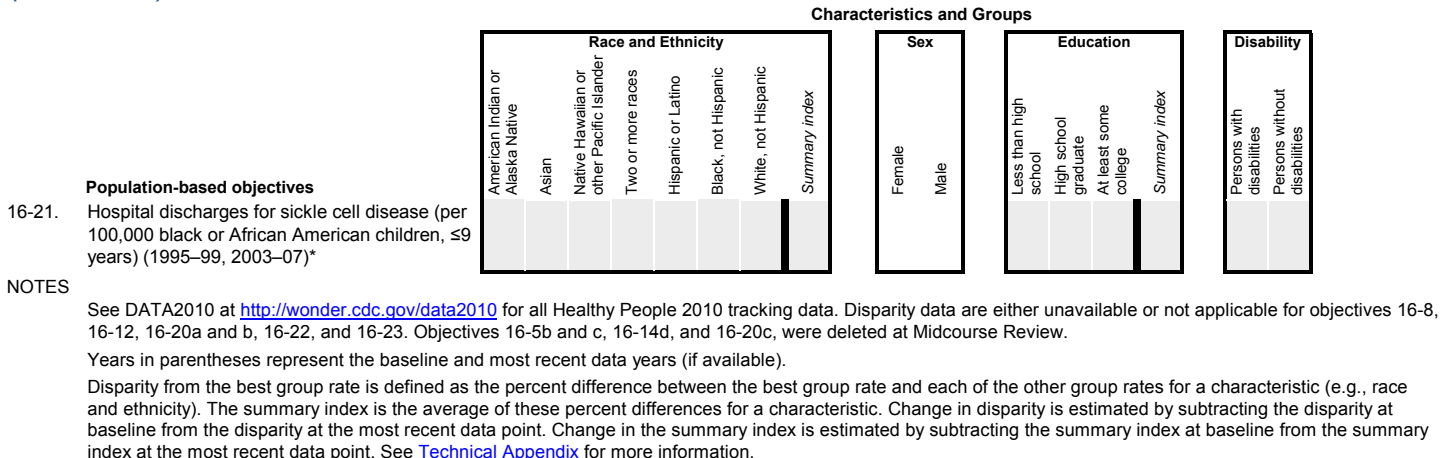 Characteristics and Groups
Race and Ethnicity
Sex
Education
Disability
American Indian or
Alaska Native
Asian
Native Hawaiian or
other Pacific Islander
Two or more races
Hispanic or Latino
Black, not Hispanic
White, not Hispanic
Summary index
Female
Male
Less than high
school
High school
graduate
At least some
college
Summary index
Persons with
disabilities
Persons without
disabilities
Population-based objectives
16-21. Hospital discharges for sickle cell disease (per
100,000 black or African American children, ≤9
years) (1995–99, 2003–07)*
NOTES
See DATA2010 at http://wonder.cdc.gov/data2010 for all Healthy People 2010 tracking data. Disparity data are either unavailable or not applicable for objectives 16-8,
16-12, 16-20a and b, 16-22, and 16-23. Objectives 16-5b and c, 16-14d, and 16-20c, were deleted at Midcourse Review.
Years in parentheses represent the baseline and most recent data years (if available).
Disparity from the best group rate is defined as the percent difference between the best group rate and each of the other group rates for a characteristic (e.g., race
and ethnicity). The summary index is the average of these percent differences for a characteristic. Change in disparity is estimated by subtracting the disparity at
baseline from the disparity at the most recent data point. Change in the summary index is estimated by subtracting the summary index at baseline from the summary
index at the most recent data point. See Technical Appendix for more information.